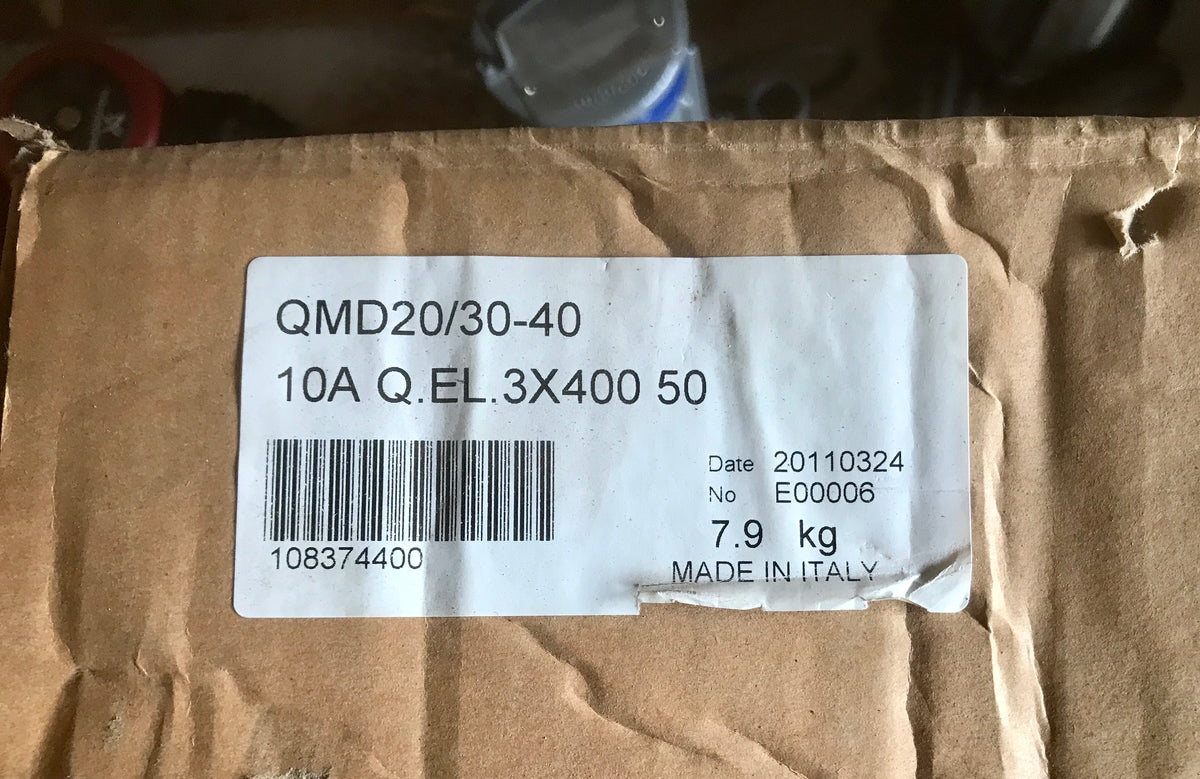 QMD20/30-40
10A Q.EL.3X400 50
Date 20110324
No E00006
7.9 kg
108374400
MADE IN ITALY